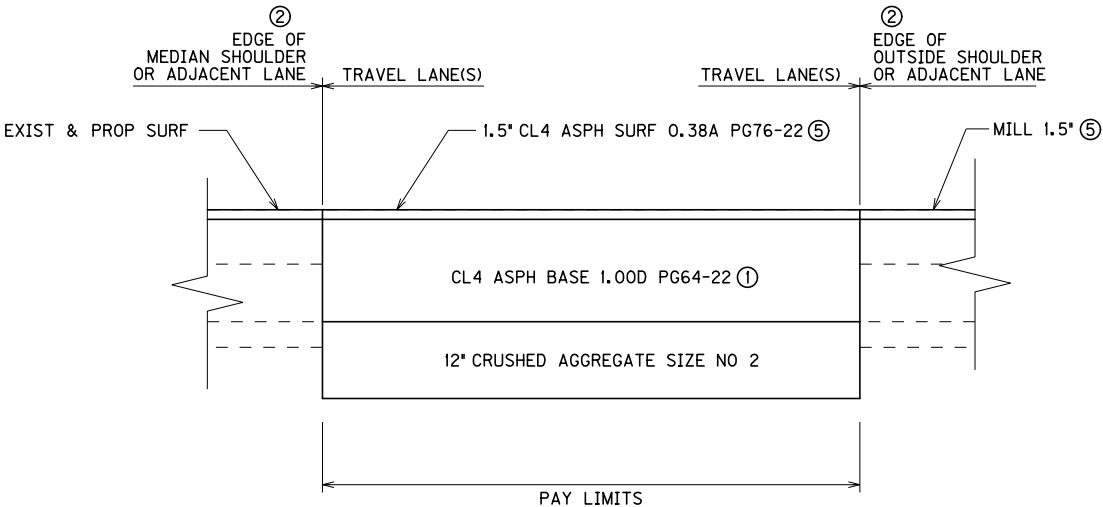 ②
EDGE OF
MEDIAN SHOULDER
OR ADJACENT LANE
TRAVEL LANE(S)
TRAVEL LANE(S)
②
EDGE OF
OUTSIDE SHOULDER
OR ADJACENT LANE
EXIST & PROP SURF
1.5" CL4 ASPH SURF 0.38A PG76-22 ⑤
MILL 1.5" ⑤
CL4 ASPH BASE 1.00D PG64-22 ①
12" CRUSHED AGGREGATE SIZE NO 2
PAY LIMITS